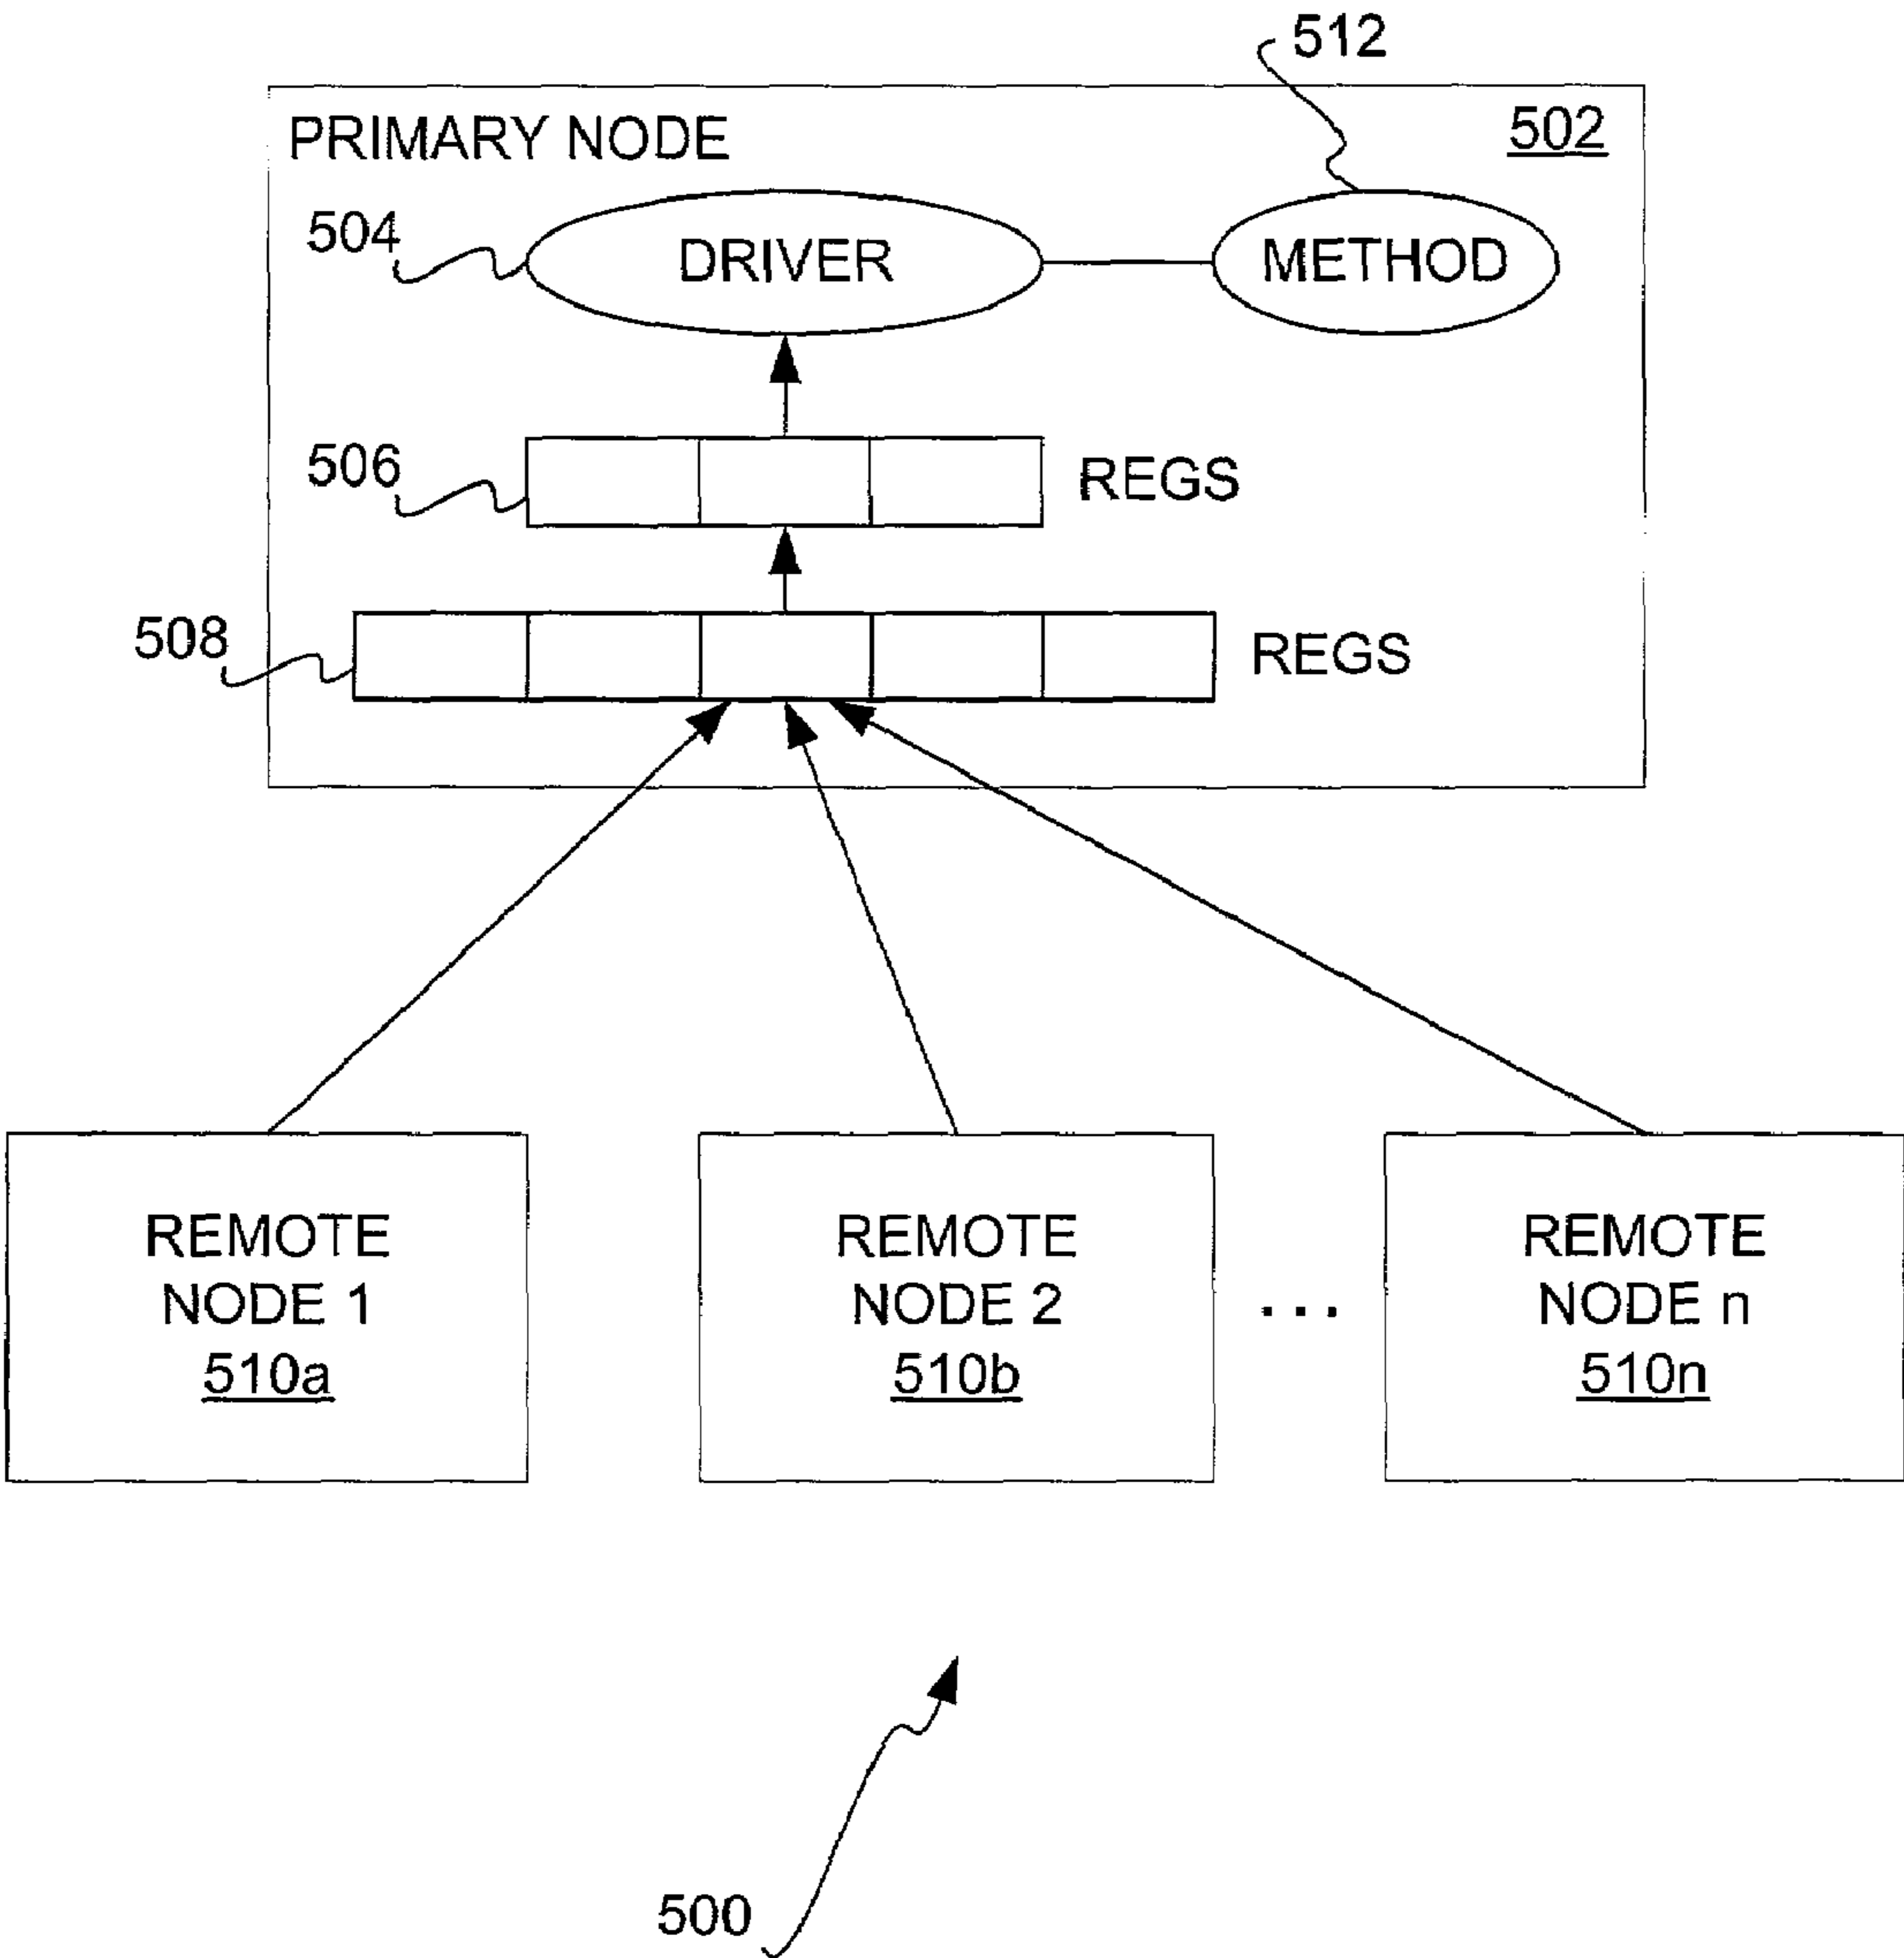 512
PRIMARY NODE
502
504
DRIVER
METHOD
506
REGS
508
REGS
REMOTE
NODE 1
510a
REMOTE
NODE 2
510b
...
REMOTE
NODE n
510n
500